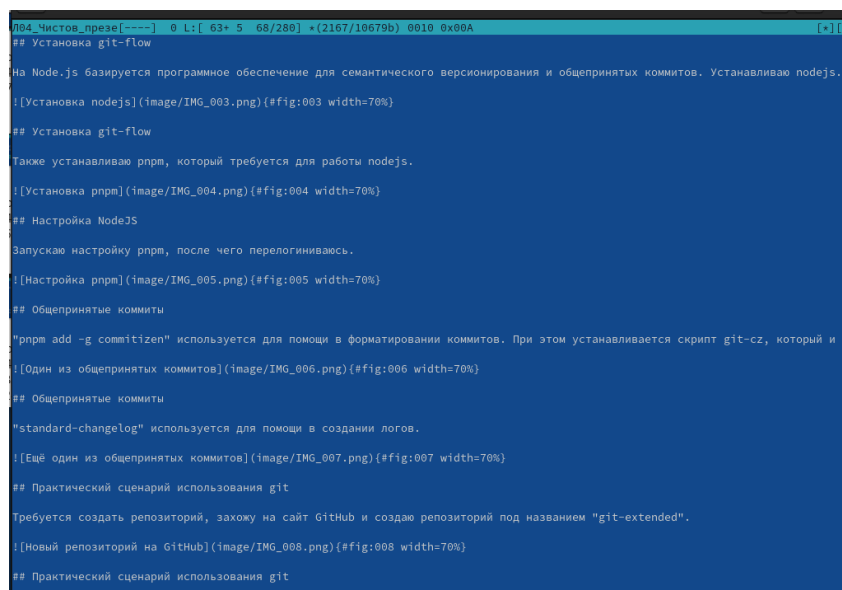 Л04_Чистов_презе[----]  0 L:[ 63+ 5  68/280] *(2167/10679b) 0010 0x00A [*][
## Установка git-flow
На Node.js базируется программное обеспечение для семантического версионирования и общепринятых коммитов. Устанавливаю nodejs.
![Установка nodejs](image/IMG_003.png){#fig:003 width=70%}
## Установка git-flow
Также устанавливаю pnpm, который требуется для работы nodejs.
![Установка pnpm](image/IMG_004.png){#fig:004 width=70%}
## Настройка NodeJS
Запускаю настройку pnpm, после чего перелогиниваюсь.
![Настройка pnpm](image/IMG_005.png){#fig:005 width=70%}
## Общепринятые коммиты
"pnpm add -g commitizen" используется для помощи в форматировании коммитов. При этом устанавливается скрипт git-cz, который и
![Один из общепринятых коммитов](image/IMG_006.png){#fig:006 width=70%}
## Общепринятые коммиты
"standard-changelog" используется для помощи в создании логов.
![Ещё один из общепринятых коммитов](image/IMG_007.png){#fig:007 width=70%}
## Практический сценарий использования git
Требуется создать репозиторий, захожу на сайт GitHub и создаю репозиторий под названием "git-extended".
![Новый репозиторий на GitHub](image/IMG_008.png){#fig:008 width=70%}
## Практический сценарий использования git